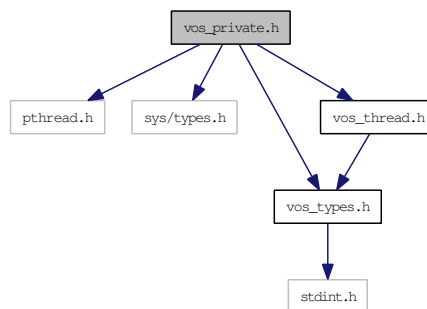 vos_private.h
pthread.h
sys/types.h
vos_thread.h
vos_types.h
stdint.h